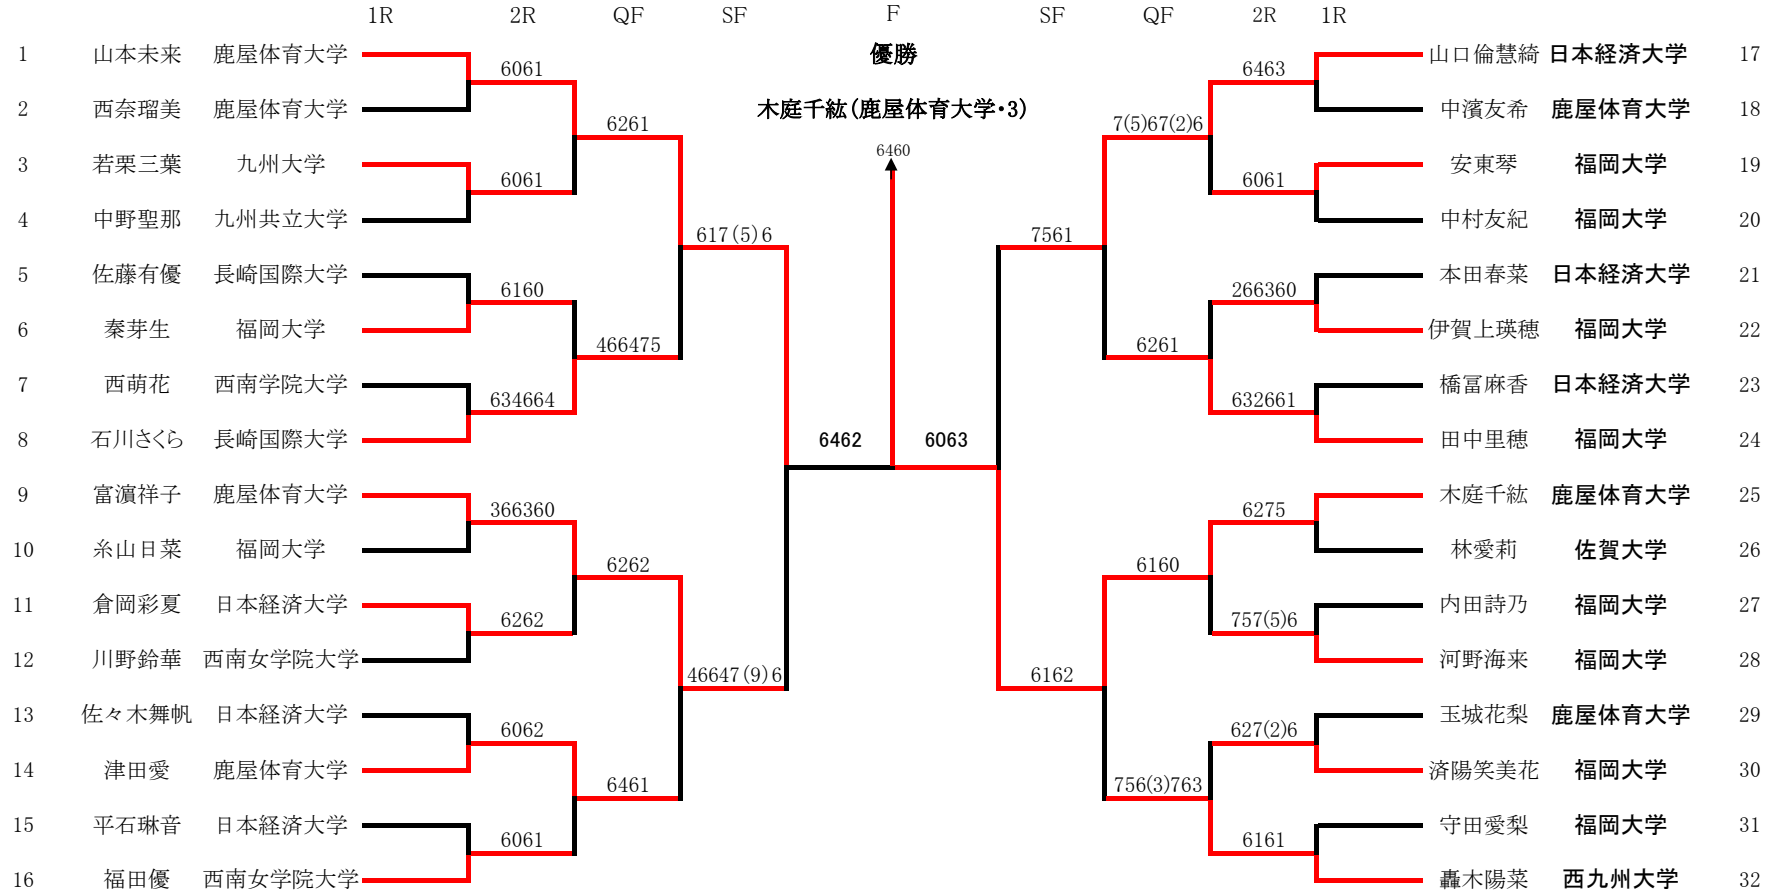 1R 2R QF SF F SF QF 2R 1R
1 山本未来 鹿屋体育大学 優勝 山口倫慧綺 日本経済大学 17
6061 6463
2 西奈瑠美 鹿屋体育大学 木庭千紘(鹿屋体育大学・3) 中濱友希 鹿屋体育大学 18
6261 7(5)67(2)6
6460
3 若栗三葉 九州大学 安東琴 福岡大学 19
6061 6061
4 中野聖那 九州共立大学 中村友紀 福岡大学 20
617(5)6 7561
5 佐藤有優 長崎国際大学 本田春菜 日本経済大学 21
6160 266360
6 秦芽生 福岡大学 伊賀上瑛穂 福岡大学 22
466475 6261
7 西萌花 西南学院大学 橋冨麻香 日本経済大学 23
634664 632661
8 石川さくら 長崎国際大学 6462 6063 田中里穂 福岡大学 24
9 富濵祥子 鹿屋体育大学 木庭千紘 鹿屋体育大学 25
366360 6275
10 糸山日菜 福岡大学 林愛莉 佐賀大学 26
6262 6160
11 倉岡彩夏 日本経済大学 内田詩乃 福岡大学 27
6262 757(5)6
12 川野鈴華 西南女学院大学 河野海来 福岡大学 28
46647(9)6 6162
13 佐々木舞帆 日本経済大学 玉城花梨 鹿屋体育大学 29
6062 627(2)6
14 津田愛 鹿屋体育大学 済陽笑美花 福岡大学 30
6461 756(3)763
15 平石琳音 日本経済大学 守田愛梨 福岡大学 31
6061 6161
16 福田優 西南女学院大学 轟木陽菜 西九州大学 32